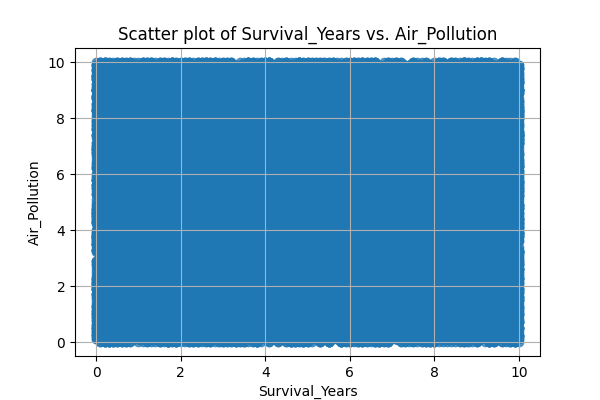 Scatter plot of Survival_Years vs. Air_Pollution
10
8
6
4
2
0
Air_Pollution
0 2 4 6 8 10
Survival_Years